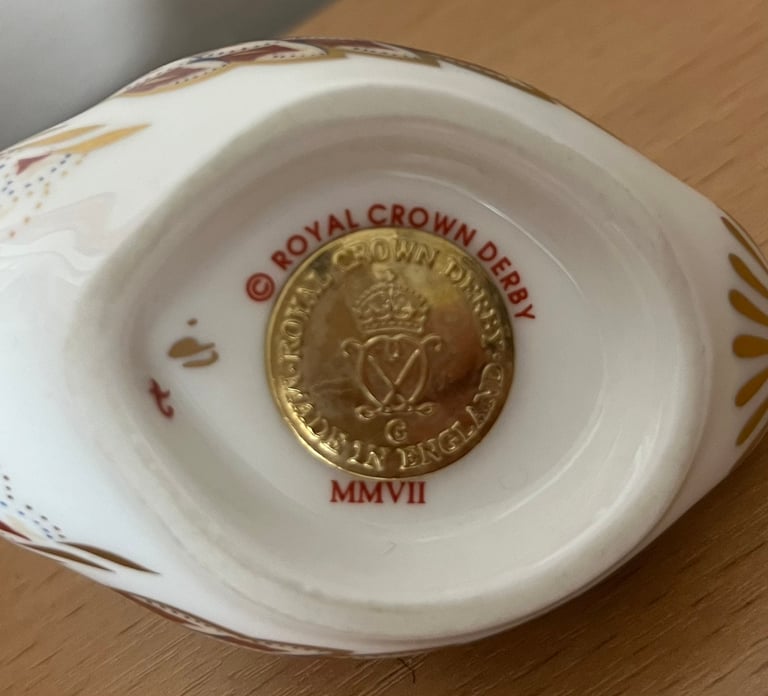 © ROYAL CROWN DERBY
·ROYAL CROWN DERBY·
MADE IN ENGLAND
G
MMVII